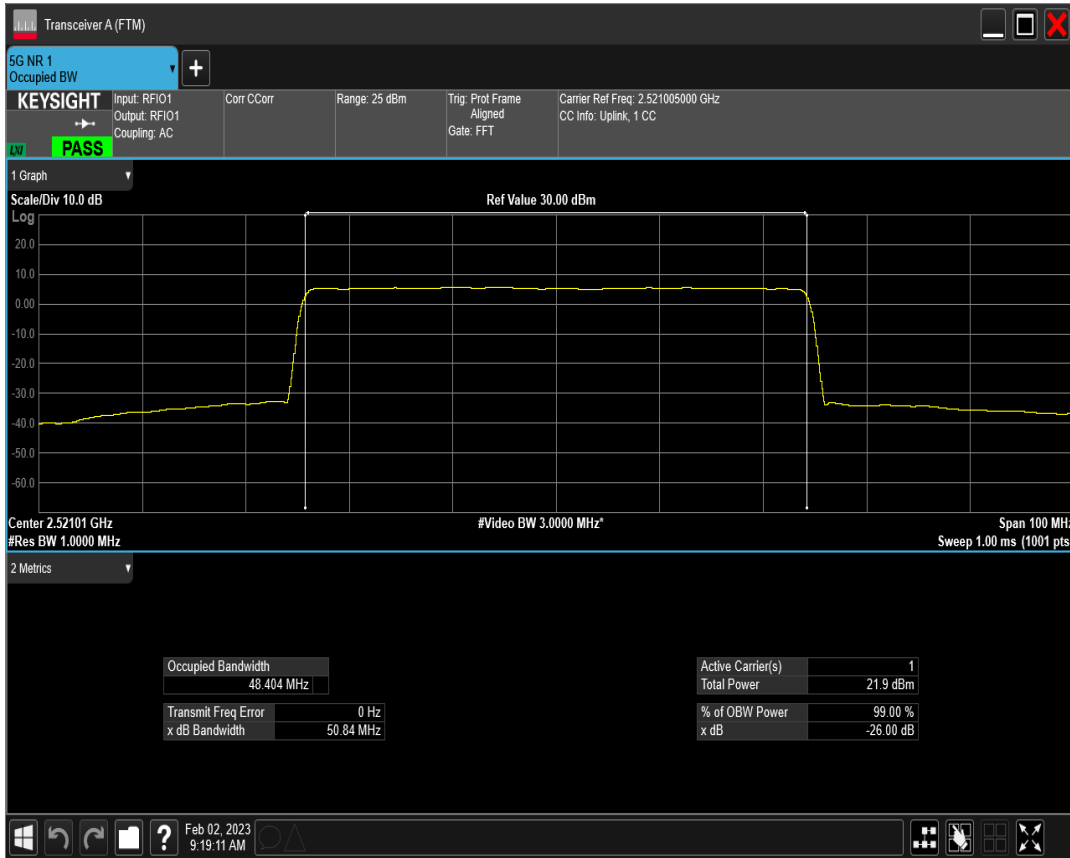 Transceiver A (FTM)
5G NR 1
Occupied BW
+
KEYSIGHT
LXI
PASS
Input: RFIO1
Output: RFIO1
Coupling: AC
Corr CCorr
Range: 25 dBm
Trig: Prot Frame
Aligned
Gate: FFT
Carrier Ref Freq: 2.521005000 GHz
CC Info: Uplink, 1 CC
1 Graph
Scale/Div 10.0 dB
Ref Value 30.00 dBm
Log
20.0
10.0
0.00
-10.0
-20.0
-30.0
-40.0
-50.0
-60.0
Center 2.52101 GHz
#Video BW 3.0000 MHz*
Span 100 MHz
#Res BW 1.0000 MHz
Sweep 1.00 ms (1001 pts
2 Metrics
Occupied Bandwidth
48.404 MHz
Transmit Freq Error 0 Hz
x dB Bandwidth 50.84 MHz
Active Carrier(s) 1
Total Power 21.9 dBm
% of OBW Power 99.00 %
x dB -26.00 dB
?
Feb 02, 2023
9:19:11 AM